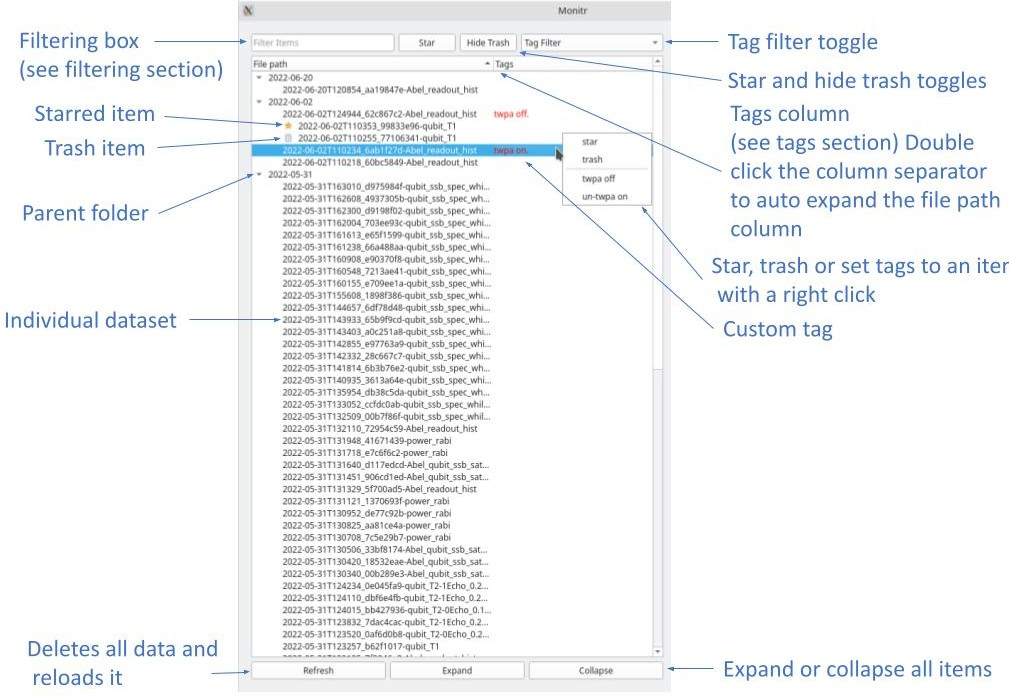 Monitr
Filtering box
(see filtering section)
Starred item
Trash item
Parent folder
Individual dataset
Deletes all data and
reloads it
Filter Items
Star
Hide Trash
Tag Filter
File path
Tags
2022-06-20
2022-06-20T120854_aa19847e-Abel_readout_hist
2022-06-02
2022-06-02T124944_62c867c2-Abel_readout_hist twpa off.
2022-06-02T110353_99833e96-qubit_T1
2022-06-02T110255_77106341-qubit_T1
2022-06-02T110234_6ab1f27d-Abel_readout_hist twpa on.
2022-06-02T110218_60bc5849-Abel_readout_hist
2022-05-31
2022-05-31T163010_d975984f-qubit_ssb_spec_whi...
2022-05-31T162608_4937305b-qubit_ssb_spec_whi...
2022-05-31T162300_d9198f02-qubit_ssb_spec_whi...
2022-05-31T162004_703ee93c-qubit_ssb_spec_whi...
2022-05-31T161613_e65f1599-qubit_ssb_spec_whi...
2022-05-31T161238_66a488aa-qubit_ssb_spec_whi...
2022-05-31T160908_e90370f8-qubit_ssb_spec_whi...
2022-05-31T160548_7213ae41-qubit_ssb_spec_whi...
2022-05-31T160155_e709ee1a-qubit_ssb_spec_whi...
2022-05-31T155608_1898f386-qubit_ssb_spec_whi...
2022-05-31T144657_6df78d48-qubit_ssb_spec_whi...
2022-05-31T143933_65b9f9cd-qubit_ssb_spec_whi...
2022-05-31T143403_a0c251a8-qubit_ssb_spec_whi...
2022-05-31T142855_e97763a9-qubit_ssb_spec_whi...
2022-05-31T142332_28c667c7-qubit_ssb_spec_whi...
2022-05-31T141814_6b3b76e2-qubit_ssb_spec_whi...
2022-05-31T140935_3613a64e-qubit_ssb_spec_whi...
2022-05-31T135954_db38c5da-qubit_ssb_spec_whi...
2022-05-31T133052_ccfdc0ab-qubit_ssb_spec_whil...
2022-05-31T132509_00b7f86f-qubit_ssb_spec_whil...
2022-05-31T132110_72954c59-Abel_readout_hist
2022-05-31T131948_41671439-power_rabi
2022-05-31T131718_e7c6f6c2-power_rabi
2022-05-31T131640_d117edcd-Abel_qubit_ssb_sat...
2022-05-31T131451_906cd1ed-Abel_qubit_ssb_sat...
2022-05-31T131329_5f700ad5-Abel_readout_hist
2022-05-31T131121_1370693f-power_rabi
2022-05-31T130952_de77c92b-power_rabi
2022-05-31T130825_aa81ce4a-power_rabi
2022-05-31T130708_7c5e29b7-power_rabi
2022-05-31T130506_33bf8174-Abel_qubit_ssb_sat...
2022-05-31T130420_18532eae-Abel_qubit_ssb_sat...
2022-05-31T130340_00b289e3-Abel_qubit_ssb_sat...
2022-05-31T124234_0e045fa9-qubit_T2-1Echo_0.2...
2022-05-31T124110_dbf6e4fb-qubit_T2-0Echo_0.2...
2022-05-31T124015_bb427936-qubit_T2-0Echo_0.1...
2022-05-31T123832_7dac4cac-qubit_T2-1Echo_0.2...
2022-05-31T123520_0af6d0b8-qubit_T2-0Echo_0.2...
2022-05-31T123257_b62f1017-qubit_T1
star
trash
twpa off
un-twpa on
Refresh
Expand
Collapse
Tag filter toggle
Star and hide trash toggles
Tags column
(see tags section) Double
click the column separator
to auto expand the file path
column
Star, trash or set tags to an iter
with a right click
Custom tag
Expand or collapse all items